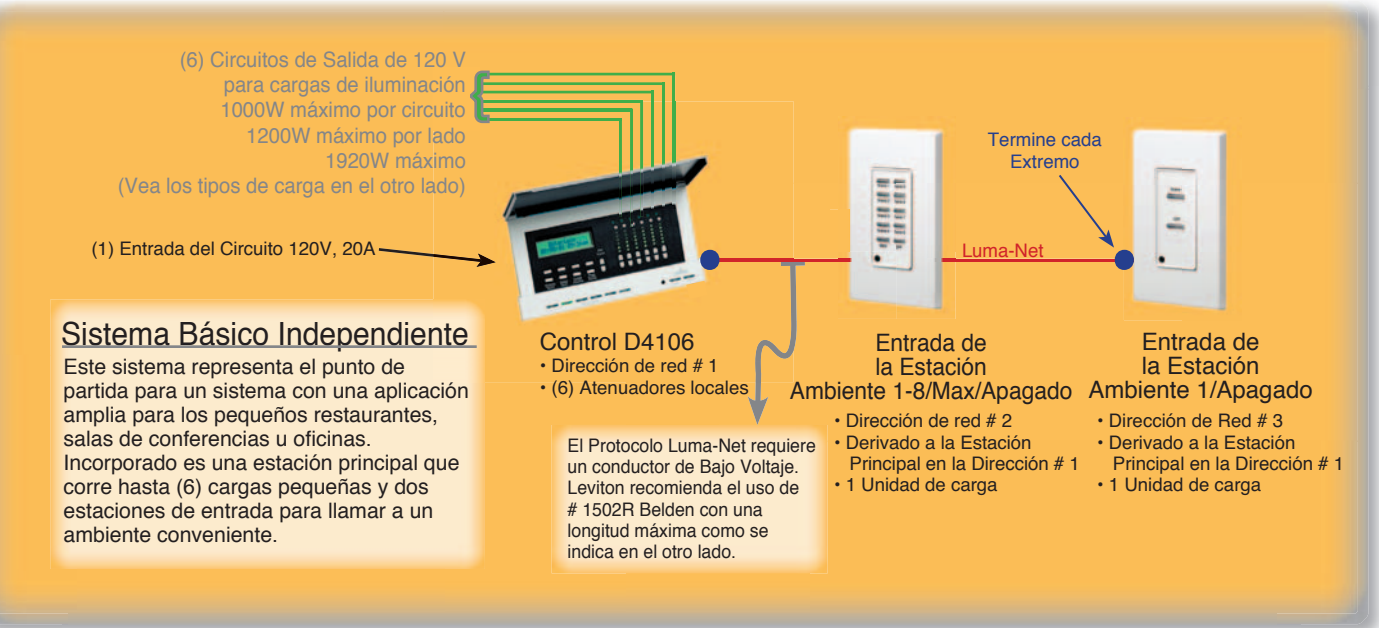 (6) Circuitos de Salida de 120 V
para cargas de iluminación
1000W máximo por circuito
1200W máximo por lado
1920W máximo
(Vea los tipos de carga en el otro lado)
(1) Entrada del Circuito 120V, 20A
Termine cada
Extremo
Luma-Net
Sistema Básico Independiente
Este sistema representa el punto de
partida para un sistema con una aplicación
amplia para los pequeños restaurantes,
salas de conferencias u oficinas.
Incorporado es una estación principal que
corre hasta (6) cargas pequeñas y dos
estaciones de entrada para llamar a un
ambiente conveniente.
Control D4106
• Dirección de red # 1
• (6) Atenuadores locales
El Protocolo Luma-Net requiere
un conductor de Bajo Voltaje.
Leviton recomienda el uso de
# 1502R Belden con una
longitud máxima como se
indica en el otro lado.
Entrada de
la Estación
Ambiente 1-8/Max/Apagado
• Dirección de red # 2
• Derivado a la Estación
Principal en la Dirección # 1
• 1 Unidad de carga
Entrada de
la Estación
Ambiente 1/Apagado
• Dirección de Red # 3
• Derivado a la Estación
Principal en la Dirección # 1
• 1 Unidad de carga